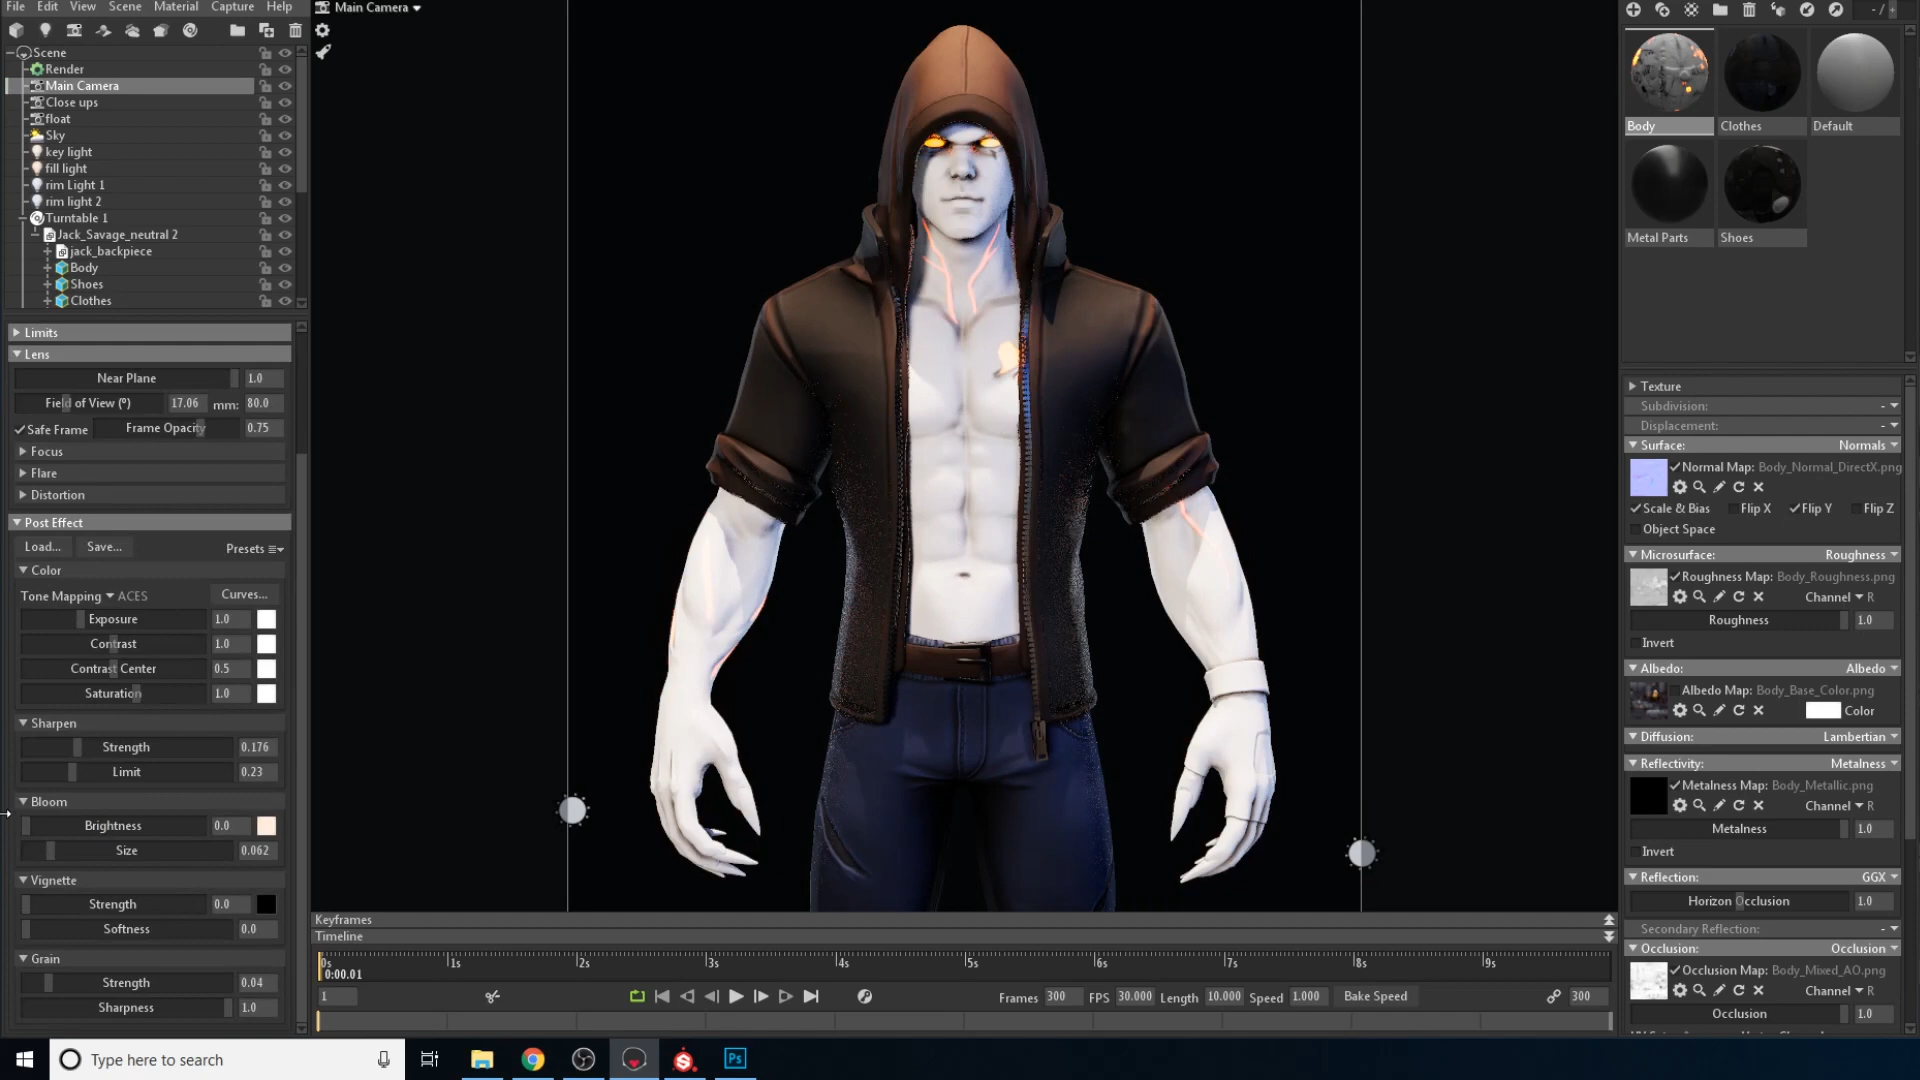 File Edit View Scene Material Capture Help
Scene
Render
Main Camera
Close ups
float
Sky
key light
fill light
rim Light 1
rim light 2
Turntable 1
Jack_Savage_neutral 2
jack_backpiece
Body
Shoes
Clothes
Limits
Lens
Near Plane 1.0
Field of View (º) 17.06 mm: 80.0
Safe Frame Frame Opacity 0.75
Focus
Flare
Distortion
Post Effect
Load... Save... Presets
Color
Tone Mapping ACES Curves...
Exposure 1.0
Contrast 1.0
Contrast Center 0.5
Saturation 1.0
Sharpen
Strength 0.176
Limit 0.23
Bloom
Brightness 0.0
Size 0.062
Vignette
Strength 0.0
Softness 0.0
Grain
Strength 0.04
Sharpness 1.0
Main Camera
Keyframes
Timeline
0s 1s 2s 3s 4s 5s 6s 7s 8s 9s
0:00.01
1 Frames 300 FPS 30.000 Length 10.000 Speed 1.000 Bake Speed 300
- /
Body Clothes Default
Metal Parts Shoes
Texture
Subdivision: -
Displacement: -
Surface: Normals
Normal Map: Body_Normal_DirectX.png
Scale & Bias Flip X Flip Y Flip Z
Object Space
Microsurface: Roughness
Roughness Map: Body_Roughness.png
Channel R
Roughness 1.0
Invert
Albedo: Albedo
Albedo Map: Body_Base_Color.png
Color
Diffusion: Lambertian
Reflectivity: Metalness
Metalness Map: Body_Metallic.png
Channel R
Metalness 1.0
Invert
Reflection: GGX
Horizon Occlusion 1.0
Secondary Reflection: -
Occlusion: Occlusion
Occlusion Map: Body_Mixed_AO.png
Channel R
Occlusion 1.0
Type here to search
Ps